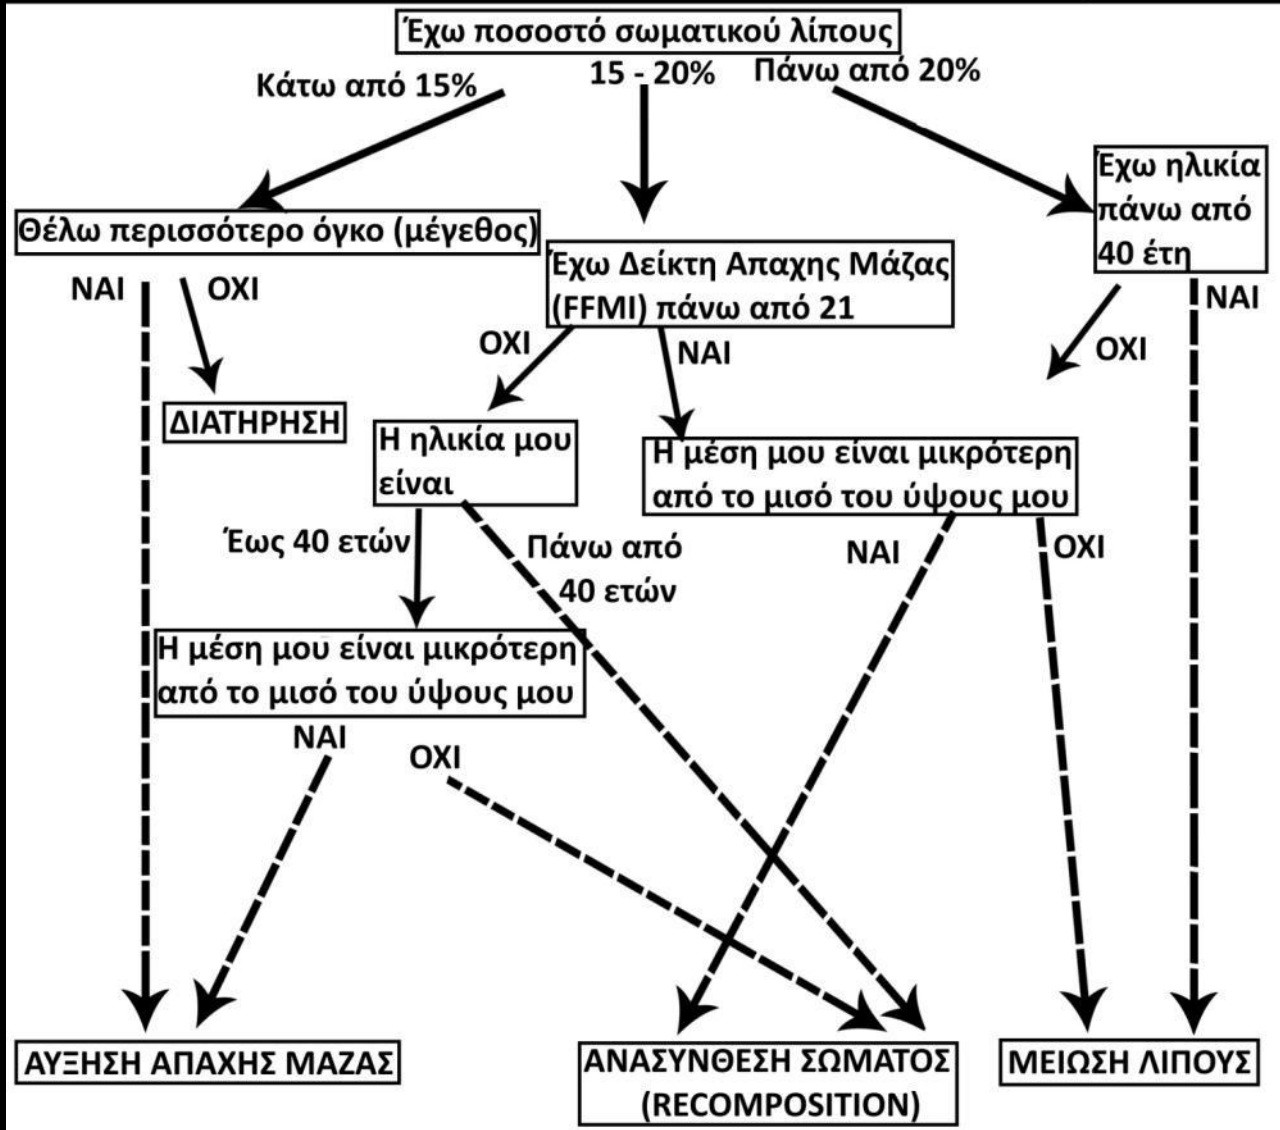 Έχω ποσοστό σωματικού λίπους
Κάτω από 15%
15 - 20%
Πάνω από 20%
Έχω ηλικία
πάνω από
40 έτη
Θέλω περισσότερο όγκο (μέγεθος)
Έχω Δείκτη Απαχης Μάζας
(FFMI) πάνω από 21
ΝΑΙ
ΟΧΙ
ΝΑΙ
ΟΧΙ
ΝΑΙ
ΟΧΙ
ΔΙΑΤΗΡΗΣΗ
Η ηλικία μου
είναι
Η μέση μου είναι μικρότερη
από το μισό του ύψους μου
Έως 40 ετών
Πάνω από
40 ετών
ΝΑΙ
ΟΧΙ
Η μέση μου είναι μικρότερη
από το μισό του ύψους μου
ΝΑΙ
ΟΧΙ
ΑΥΞΗΣΗ ΑΠΑΧΗΣ ΜΑΖΑΣ
ΑΝΑΣΥΝΘΕΣΗ ΣΩΜΑΤΟΣ
(RECOMPOSITION)
ΜΕΙΩΣΗ ΛΙΠΟΥΣ